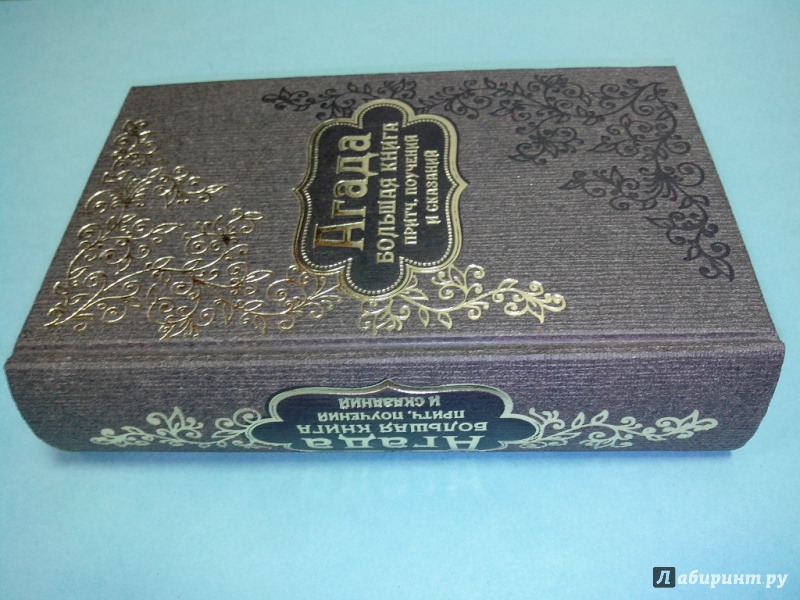 Агада
БОЛЬШАЯ КНИГА
ПРИТЧ, ПОУЧЕНИЙ
И СКАЗАНИЙ
Агада
БОЛЬШАЯ КНИГА
ПРИТЧ, ПОУЧЕНИЙ
И СКАЗАНИЙ
Лабиринт.ру